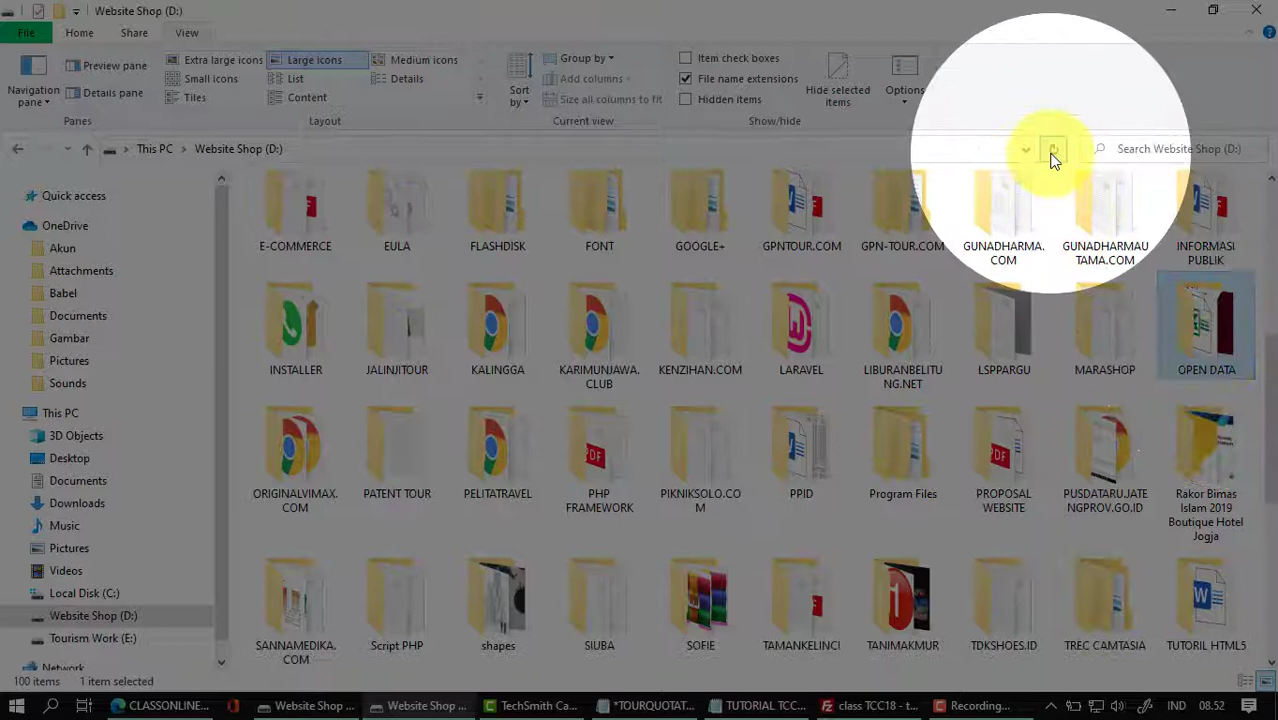 Website Shop (D:)
File
Home
Share
View
Navigation
pane
Preview pane
Details pane
Panes
Extra large icons
Large icons
Medium icons
Small icons
List
Details
Tiles
Content
Layout
Sort
by
Group by
Add columns
Size all columns to fit
Current view
Item check boxes
File name extensions
Hidden items
Hide selected
items
Show/hide
Options
This PC
Website Shop (D:)
Search Website Shop (D:)
Quick access
OneDrive
Akun
Attachments
Babel
Documents
Gambar
Pictures
Sounds
This PC
3D Objects
Desktop
Documents
Downloads
Music
Pictures
Videos
Local Disk (C:)
Website Shop (D:)
Tourism Work (E:)
Network
E-COMMERCE
EULA
FLASHDISK
FONT
GOOGLE+
GPNTOUR.COM
GPN-TOUR.COM
GUNADHARMA.
COM
GUNADHARMAU
TAMA.COM
INFORMASI
PUBLIK
INSTALLER
JALINJITOUR
KALINGGA
KARIMUNJAWA.
CLUB
KENZIHAN.COM
LARAVEL
LIBURANBELITU
NG.NET
LSPPARGU
MARASHOP
OPEN DATA
ORIGINALVIMAX.
COM
PATENT TOUR
PELITATRAVEL
PHP
FRAMEWORK
PIKNIKSOLO.CO
M
PPID
Program Files
PROPOSAL
WEBSITE
PUSDATARU.JATE
NGPROV.GO.ID
Rakor Bimas
Islam 2019
Boutique Hotel
Jogja
SANNAMEDIKA.
COM
Script PHP
shapes
SIUBA
SOFIE
TAMANKELINCI
TANIMAKMUR
TDKSHOES.ID
TREC CAMTASIA
TUTORIL HTML5
100 items
1 item selected
CLASSONLINE...
Website Shop ...
Website Shop ...
TechSmith Ca...
*TOURQUOTAT...
TUTORIAL TCC...
class TCC18 - t...
Recording...
IND
08.52